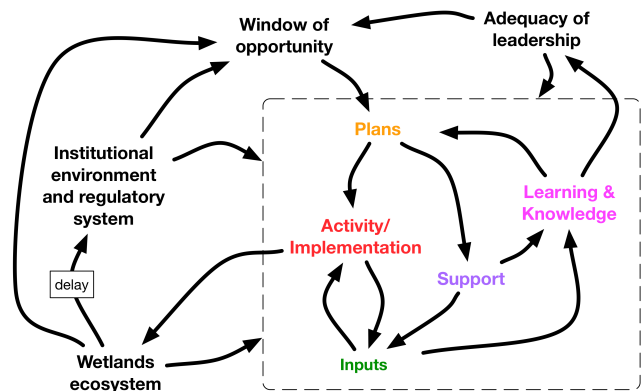 Window of
opportunity
Adequacy of
leadership
Plans
Institutional
environment
and regulatory
system
Learning &
Knowledge
Activity/
Implementation
Support
delay
Wetlands
ecosystem
Inputs